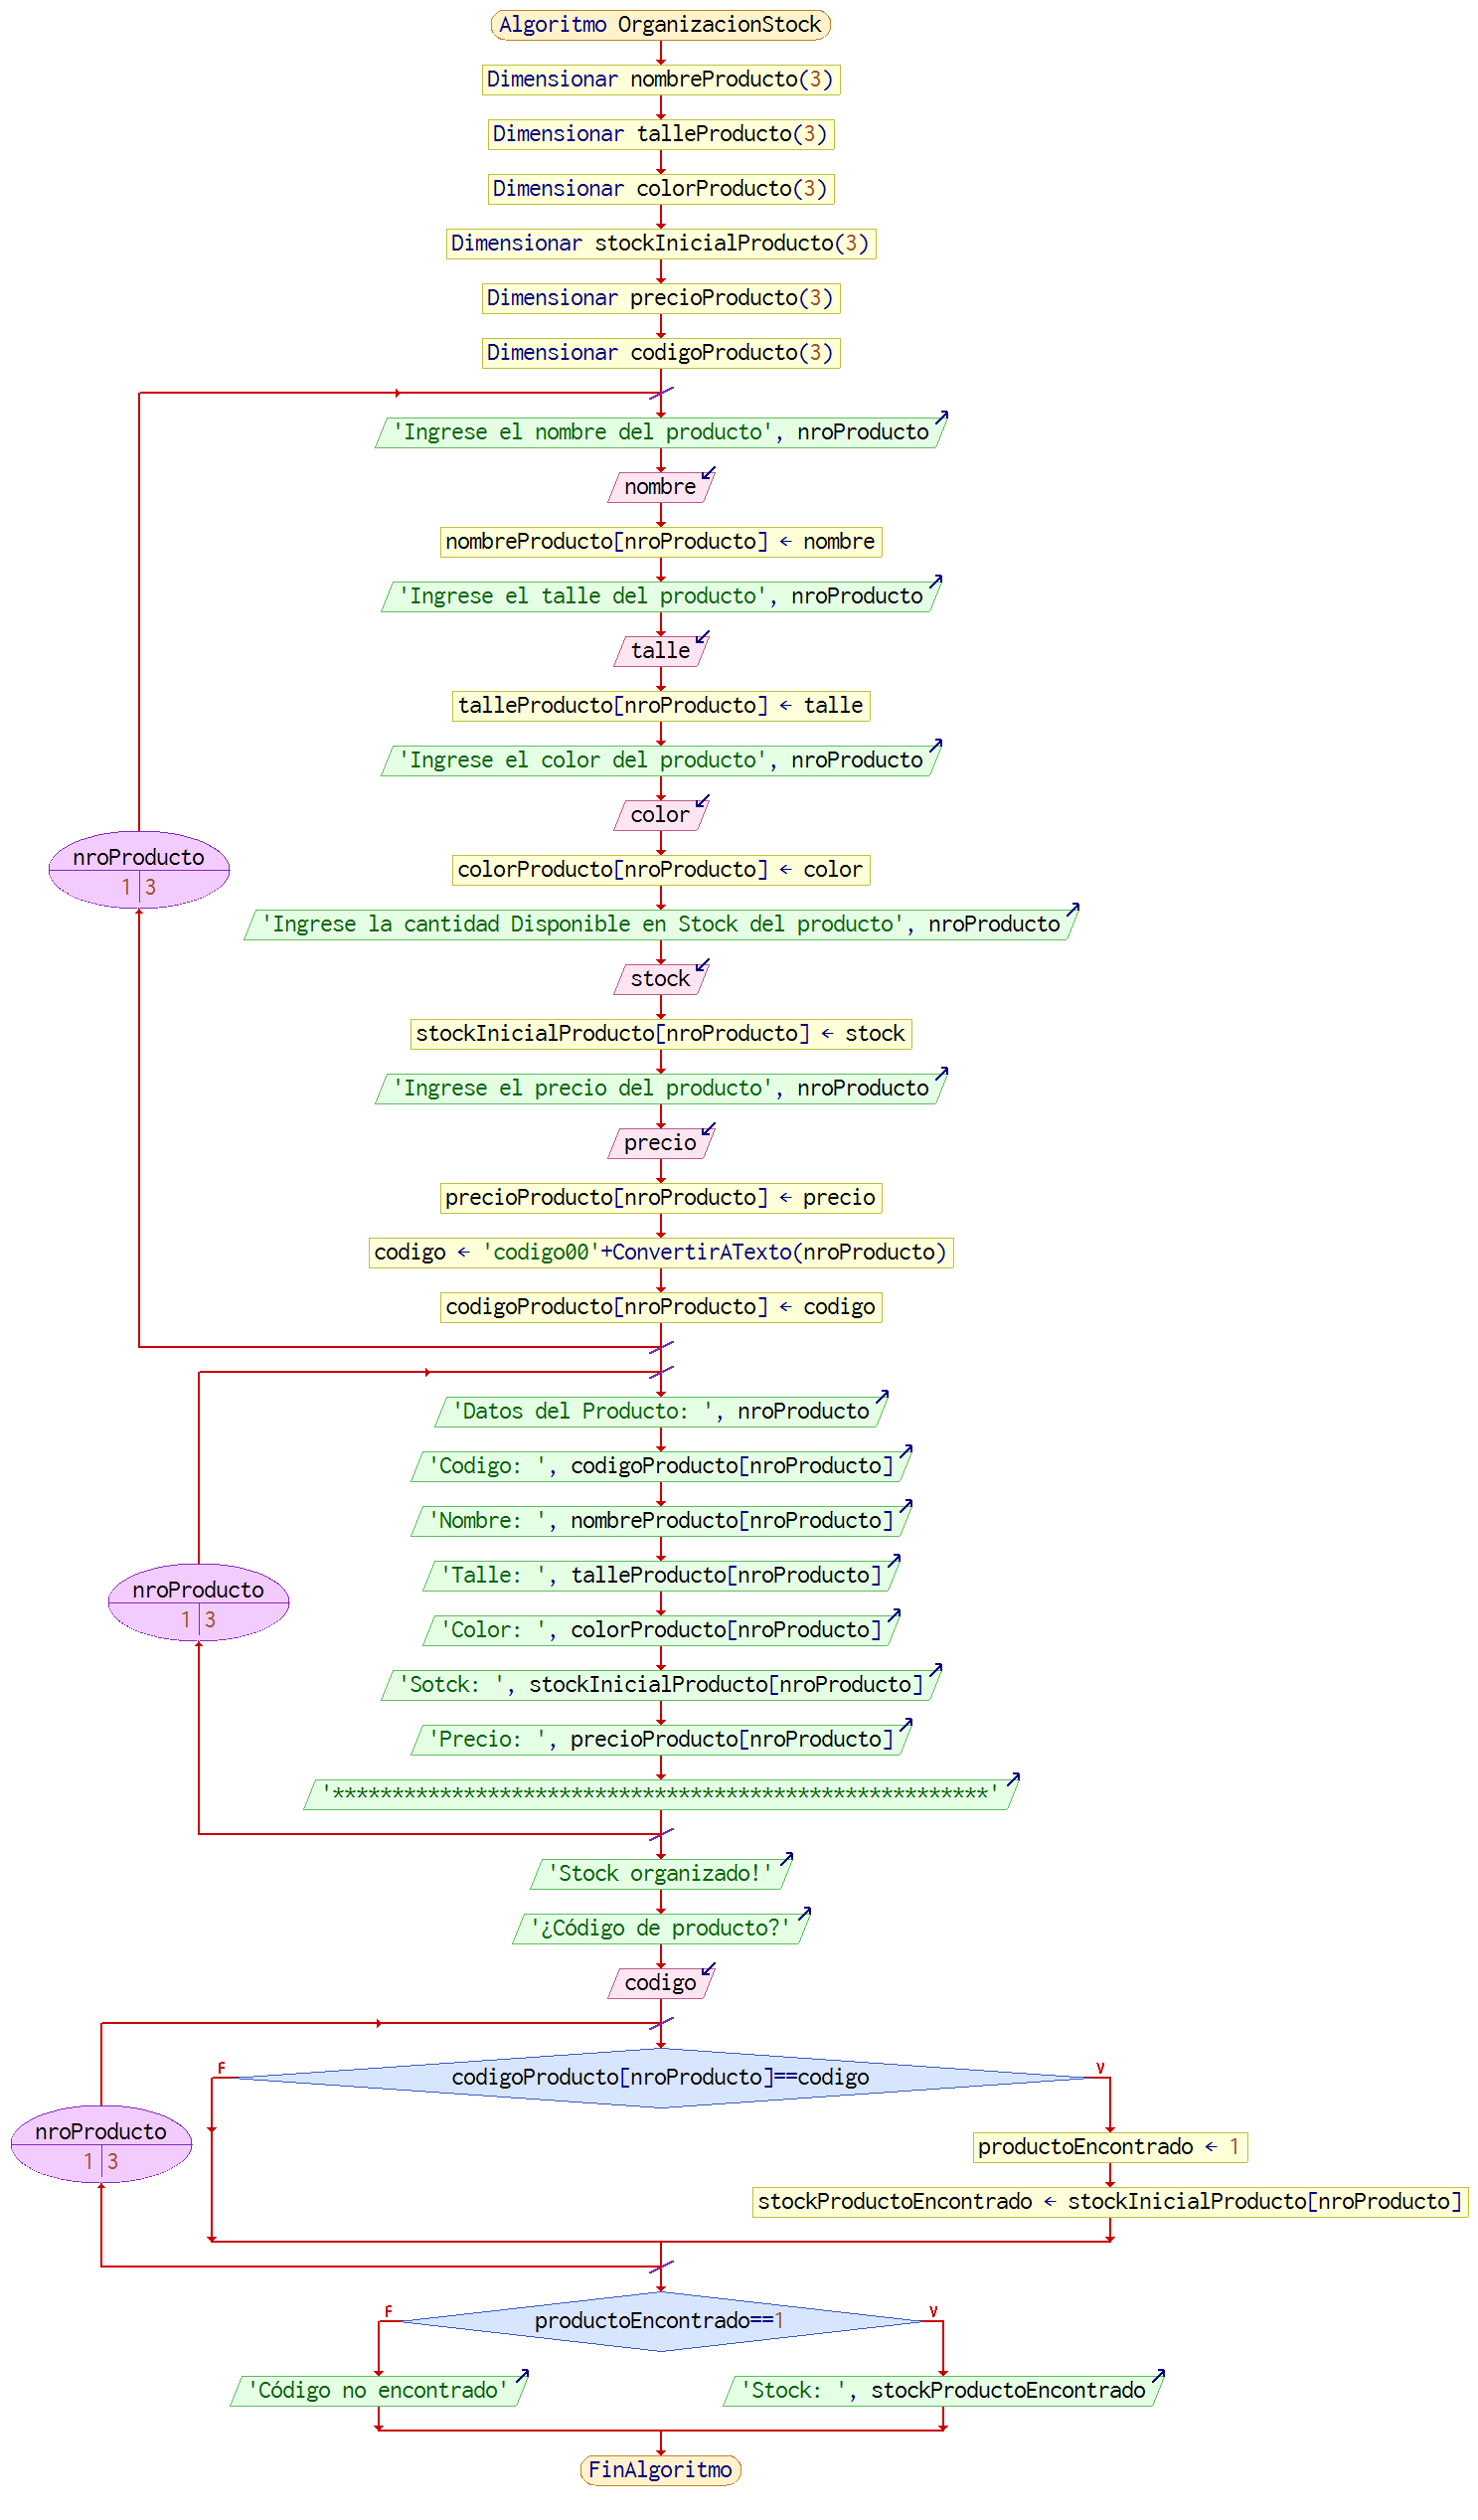 Algoritmo OrganizacionStock
Dimensionar nombreProducto(3)
Dimensionar talleProducto(3)
Dimensionar colorProducto(3)
Dimensionar stockInicialProducto(3)
Dimensionar precioProducto(3)
Dimensionar codigoProducto(3)
'Ingrese el nombre del producto', nroProducto
nombre
nombreProducto[nroProducto] ← nombre
'Ingrese el talle del producto', nroProducto
talle
talleProducto[nroProducto] ← talle
'Ingrese el color del producto', nroProducto
color
nroProducto
1 3
colorProducto[nroProducto] ← color
'Ingrese la cantidad Disponible en Stock del producto', nroProducto
stock
stockInicialProducto[nroProducto] ← stock
'Ingrese el precio del producto', nroProducto
precio
precioProducto[nroProducto] ← precio
codigo ← 'codigo00'+ConvertirATexto(nroProducto)
codigoProducto[nroProducto] ← codigo
'Datos del Producto: ', nroProducto
'Codigo: ', codigoProducto[nroProducto]
'Nombre: ', nombreProducto[nroProducto]
'Talle: ', talleProducto[nroProducto]
nroProducto
1 3
'Color: ', colorProducto[nroProducto]
'Sotck: ', stockInicialProducto[nroProducto]
'Precio: ', precioProducto[nroProducto]
'*******************************************************'
'Stock organizado!'
'¿Código de producto?'
codigo
F
codigoProducto[nroProducto]==codigo
V
nroProducto
1 3
productoEncontrado ← 1
stockProductoEncontrado ← stockInicialProducto[nroProducto]
F
productoEncontrado==1
V
'Código no encontrado'
'Stock: ', stockProductoEncontrado
FinAlgoritmo